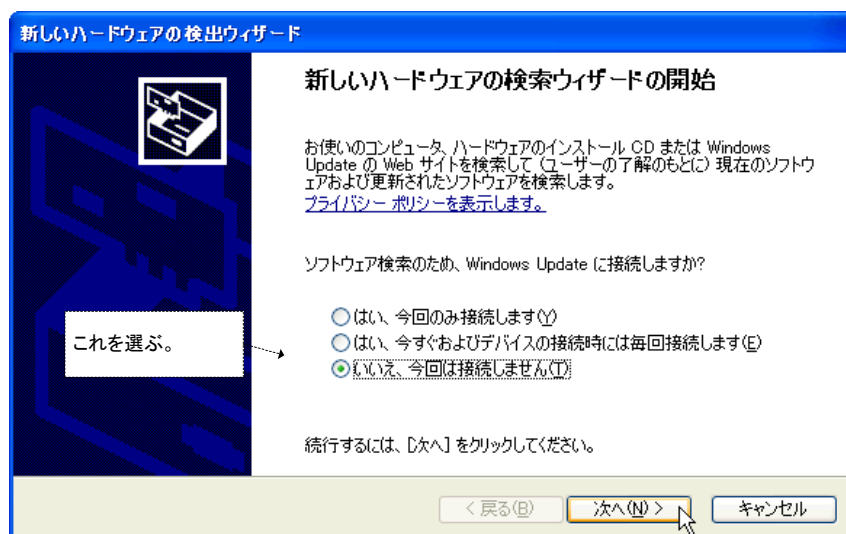 新しいハードウェアの検出ウィザード
新しいハードウェアの検索ウィザードの開始
お使いのコンピュータ、ハードウェアのインストール CD または Windows
Update の Web サイトを検索して (ユーザーの了解のもとに) 現在のソフトウ
ェアおよび更新されたソフトウェアを検索します。
プライバシー ポリシーを表示します。
ソフトウェア検索のため、Windows Update に接続しますか?
はい、今回のみ接続します(Y)
はい、今すぐおよびデバイスの接続時には毎回接続します(E)
これを選ぶ。
いいえ、今回は接続しません(T)
続行するには、[次へ] をクリックしてください。
< 戻る(B)
次へ(N) >
キャンセル